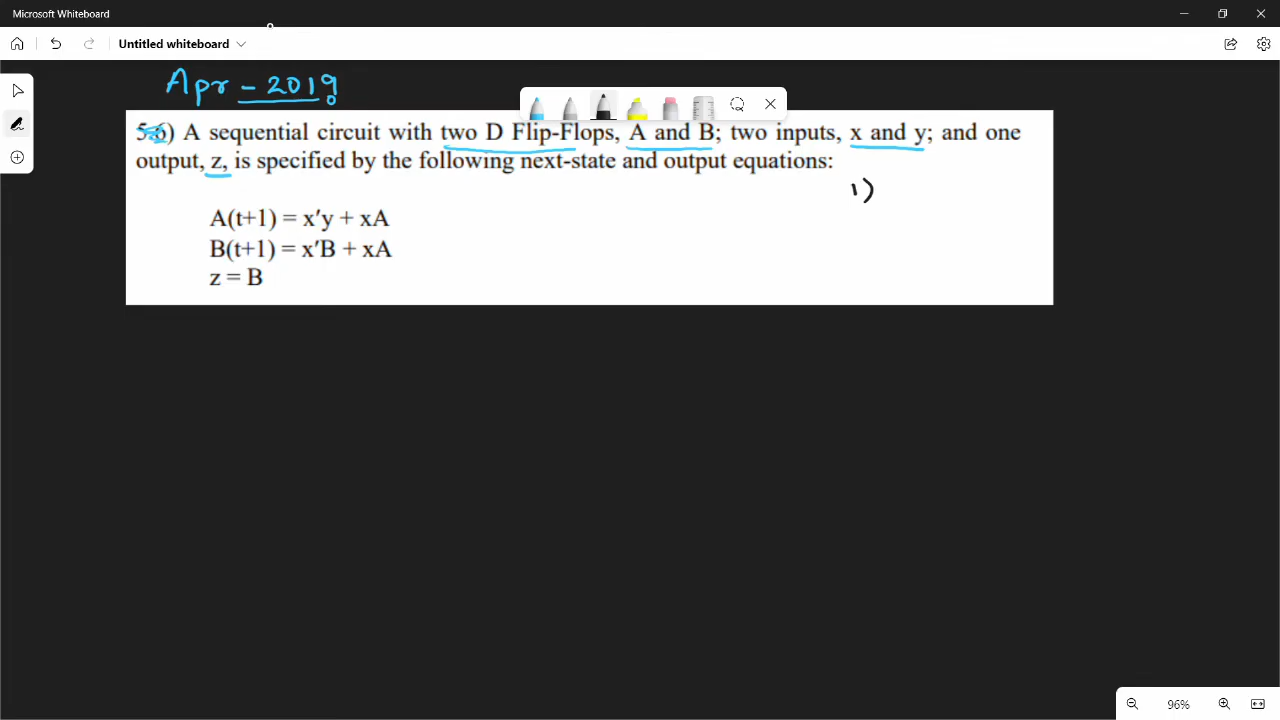 Microsoft Whiteboard
Untitled whiteboard
Apr - 2019
5-6) A sequential circuit with two D Flip-Flops, A and B; two inputs, x and y; and one
output, z, is specified by the following next-state and output equations:
1)
A(t+1) = x′y + xA
B(t+1) = x′B + xA
z = B
96%